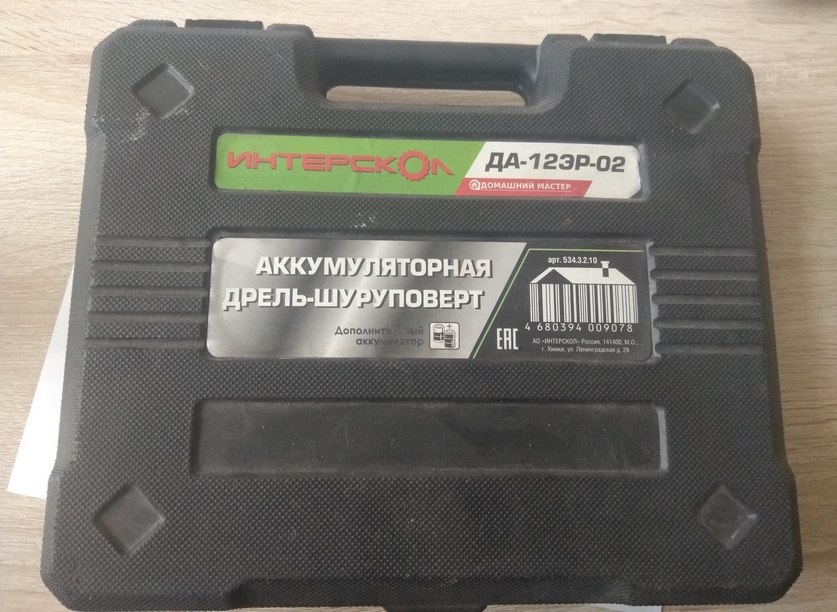 ИНТЕРСКОЛ
ДА-12ЭР-02
ДОМАШНИЙ МАСТЕР
АККУМУЛЯТОРНАЯ
ДРЕЛЬ-ШУРУПОВЕРТ
Дополнительный
аккумулятор
арт. 534.3.2.10
4 680394 009078
ЕАС
АО «ИНТЕРСКОЛ» Россия, 141400, М.О.
г. Химки, ул. Ленинградская д. 29